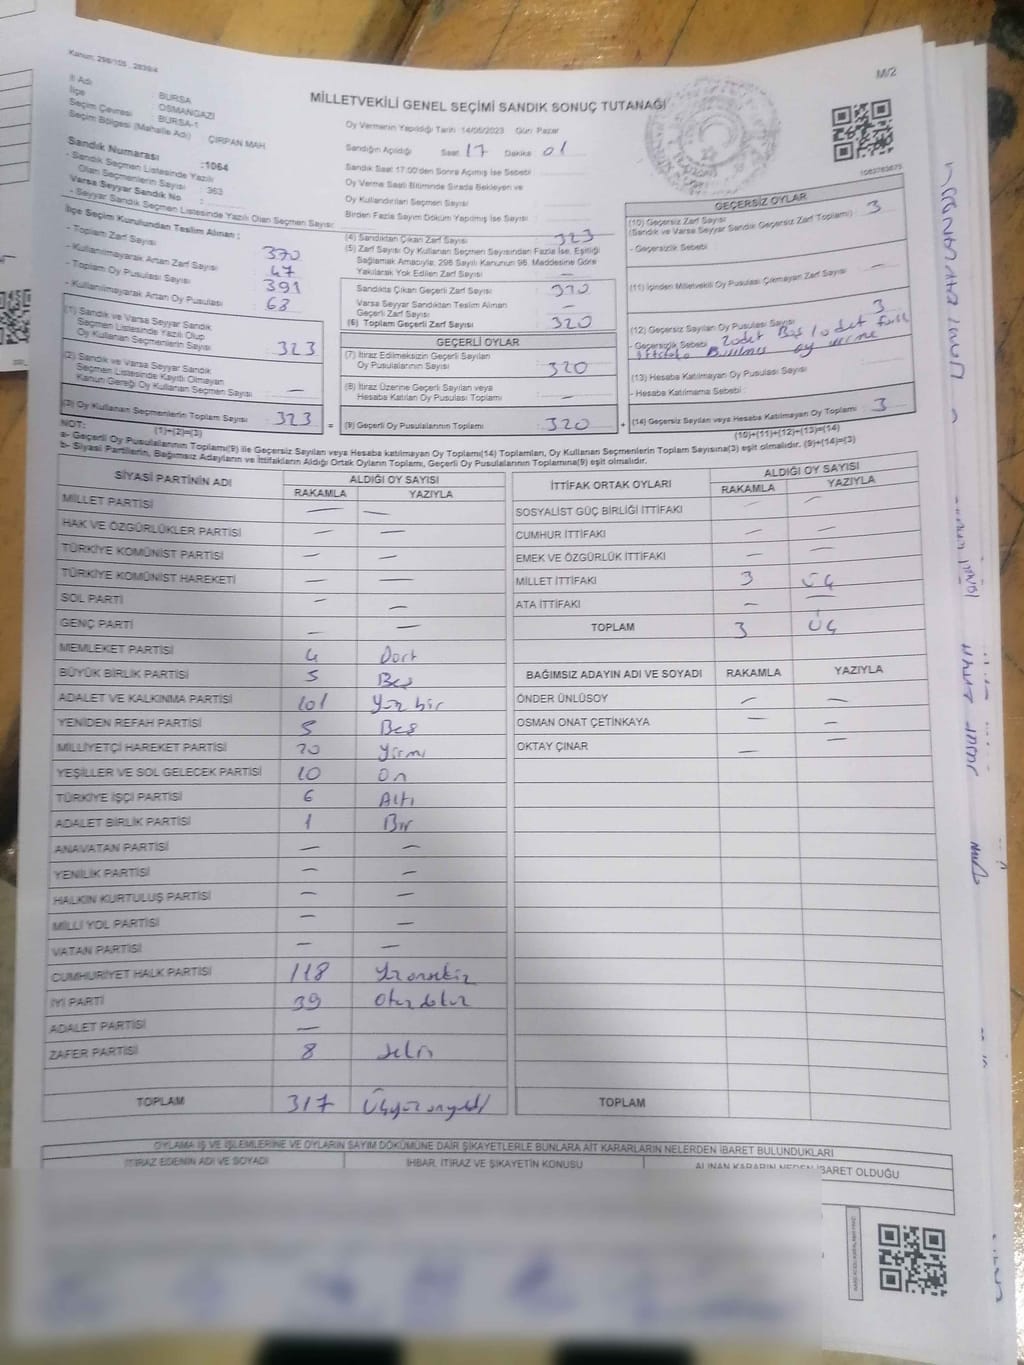 Kanun: 298/105 , 2839/4
M/2
MİLLETVEKİLİ GENEL SEÇİMİ SANDIK SONUÇ TUTANAĞI
İl Adı BURSA
İlçe OSMANGAZİ
Seçim Çevresi BURSA-1
Seçim Bölgesi (Mahalle Adı) ÇIRPAN MAH
Sandık Numarası :1064
- Sandık Seçmen Listesinde Yazılı
Olan Seçmenlerin Sayısı : 363
Varsa Seyyar Sandık No :
- Seyyar Sandık Seçmen Listesinde Yazılı Olan Seçmen Sayısı:
Oy Vermenin Yapıldığı Tarih 14/05/2023 Gün: Pazar
Sandığın Açıldığı Saat 17 Dakika 01
Sandık Saat 17.00'den Sonra Açılmış İse Sebebi :
Oy Verme Saati Bitiminde Sırada Bekleyen ve
Oy Kullandırılan Seçmen Sayısı :
Birden Fazla Sayım Döküm Yapılmış İse Sayısı :
1063783675
İlçe Seçim Kurulundan Teslim Alınan ;
- Toplam Zarf Sayısı 370
- Kullanılmayarak Artan Zarf Sayısı : 47
- Toplam Oy Pusulası Sayısı : 391
- Kullanılmayarak Artan Oy Pusulası : 68
(1) Sandık ve Varsa Seyyar Sandık
Seçmen Listesinde Yazılı Olup
Oy Kullanan Seçmenlerin Sayısı : 323
(2) Sandık ve Varsa Seyyar Sandık
Seçmen Listesinde Kayıtlı Olmayan
Kanun Gereği Oy Kullanan Seçmen Sayısı : —
(3) Oy Kullanan Seçmenlerin Toplam Sayısı : 323
(1)+(2)=(3)
(4) Sandıktan Çıkan Zarf Sayısı : 323
(5) Zarf Sayısı Oy Kullanan Seçmen Sayısından Fazla İse, Eşitliği
Sağlamak Amacıyla; 298 Sayılı Kanunun 98. Maddesine Göre
Yakılarak Yok Edilen Zarf Sayısı : —
Sandıkta Çıkan Geçerli Zarf Sayısı : 320
Varsa Seyyar Sandıktan Teslim Alınan
Geçerli Zarf Sayısı : —
(6) Toplam Geçerli Zarf Sayısı : 320
GEÇERLİ OYLAR
(7) İtiraz Edilmeksizin Geçerli Sayılan
Oy Pusulalarının Sayısı : 320
(8) İtiraz Üzerine Geçerli Sayılan veya
Hesaba Katılan Oy Pusulası Toplamı : —
= (9) Geçerli Oy Pusulalarının Toplamı : 320 +
GEÇERSİZ OYLAR
(10) Geçersiz Zarf Sayısı
(Sandık ve Varsa Seyyar Sandık Geçersiz Zarf Toplamı) : 3
- Geçersizlik Sebebi :
(11) İçinden Milletvekili Oy Pusulası Çıkmayan Zarf Sayısı : —
(12) Geçersiz Sayılan Oy Pusulası Sayısı : 3
- Geçersizlik Sebebi : 2 adet Boş 1 adet
oy
(13) Hesaba Katılmayan Oy Pusulası Sayısı :
- Hesaba Katılmama Sebebi :
(14) Geçersiz Sayılan veya Hesaba Katılmayan Oy Toplamı : 3
(10)+(11)+(12)+(13)=(14)
NOT:
a- Geçerli Oy Pusulalarının Toplamı(9) ile Geçersiz Sayılan veya Hesaba katılmayan Oy Toplamı(14) Toplamları, Oy Kullanan Seçmenlerin Toplam Sayısına(3) eşit olmalıdır. (9)+(14)=(3)
b- Siyasi Partilerin, Bağımsız Adayların ve İttifakların Aldığı Ortak Oyların Toplamı, Geçerli Oy Pusulalarının Toplamına(9) eşit olmalıdır.
SİYASİ PARTİNİN ADI ALDIĞI OY SAYISI
RAKAMLA YAZIYLA
MİLLET PARTİSİ — —
HAK VE ÖZGÜRLÜKLER PARTİSİ — —
TÜRKİYE KOMÜNİST PARTİSİ — —
TÜRKİYE KOMÜNİST HAREKETİ — —
SOL PARTİ — —
GENÇ PARTİ — —
MEMLEKET PARTİSİ 4 Dört
BÜYÜK BİRLİK PARTİSİ 5 Beş
ADALET VE KALKINMA PARTİSİ 101 Yüz bir
YENİDEN REFAH PARTİSİ 5 Beş
MİLLİYETÇİ HAREKET PARTİSİ 20 Yirmi
YEŞİLLER VE SOL GELECEK PARTİSİ 10 On
TÜRKİYE İŞÇİ PARTİSİ 6 Altı
ADALET BİRLİK PARTİSİ 1 Bir
ANAVATAN PARTİSİ — —
YENİLİK PARTİSİ — —
HALKIN KURTULUŞ PARTİSİ — —
MİLLİ YOL PARTİSİ — —
VATAN PARTİSİ — —
CUMHURİYET HALK PARTİSİ 118 Yüzonsekiz
İYİ PARTİ 39 Otuzdokuz
ADALET PARTİSİ —
ZAFER PARTİSİ 8 Sekiz
TOPLAM 317 Üçyüzonyedi
İTTİFAK ORTAK OYLARI ALDIĞI OY SAYISI
RAKAMLA YAZIYLA
SOSYALİST GÜÇ BİRLİĞİ İTTİFAKI — —
CUMHUR İTTİFAKI — —
EMEK VE ÖZGÜRLÜK İTTİFAKI — —
MİLLET İTTİFAKI 3 Üç
ATA İTTİFAKI — —
TOPLAM 3 Üç
BAĞIMSIZ ADAYIN ADI VE SOYADI RAKAMLA YAZIYLA
ÖNDER ÜNLÜSOY — —
OSMAN ONAT ÇETİNKAYA — —
OKTAY ÇINAR — —
TOPLAM
OYLAMA İŞ VE İŞLEMLERİNE VE OYLARIN SAYIM DÖKÜMÜNE DAİR ŞİKAYETLERLE BUNLARA AİT KARARLARIN NELERDEN İBARET BULUNDUKLARI
İTİRAZ EDENİN ADI VE SOYADI İHBAR, İTİRAZ VE ŞİKAYETİN KONUSU ALINAN KARARIN NEDEN İBARET OLDUĞU